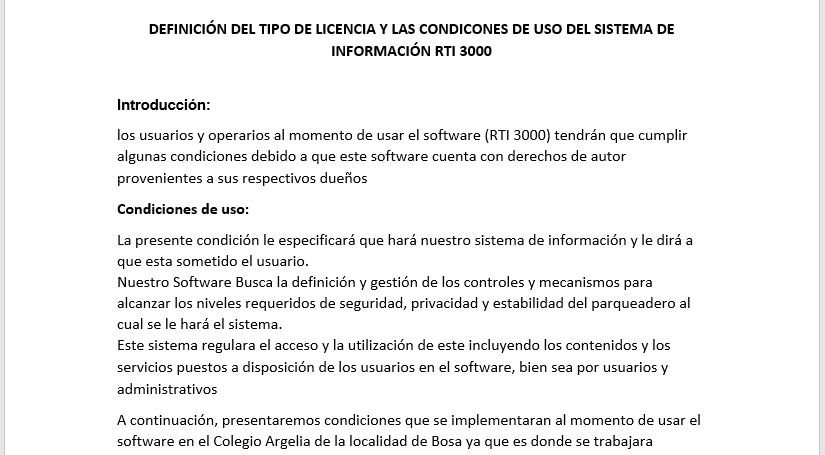 DEFINICIÓN DEL TIPO DE LICENCIA Y LAS CONDICONES DE USO DEL SISTEMA DE
INFORMACIÓN RTI 3000
Introducción:
los usuarios y operarios al momento de usar el software (RTI 3000) tendrán que cumplir
algunas condiciones debido a que este software cuenta con derechos de autor
provenientes a sus respectivos dueños
Condiciones de uso:
La presente condición le especificará que hará nuestro sistema de información y le dirá a
que esta sometido el usuario.
Nuestro Software Busca la definición y gestión de los controles y mecanismos para
alcanzar los niveles requeridos de seguridad, privacidad y estabilidad del parqueadero al
cual se le hará el sistema.
Este sistema regulara el acceso y la utilización de este incluyendo los contenidos y los
servicios puestos a disposición de los usuarios en el software, bien sea por usuarios y
administrativos
A continuación, presentaremos condiciones que se implementaran al momento de usar el
software en el Colegio Argelia de la localidad de Bosa ya que es donde se trabajara